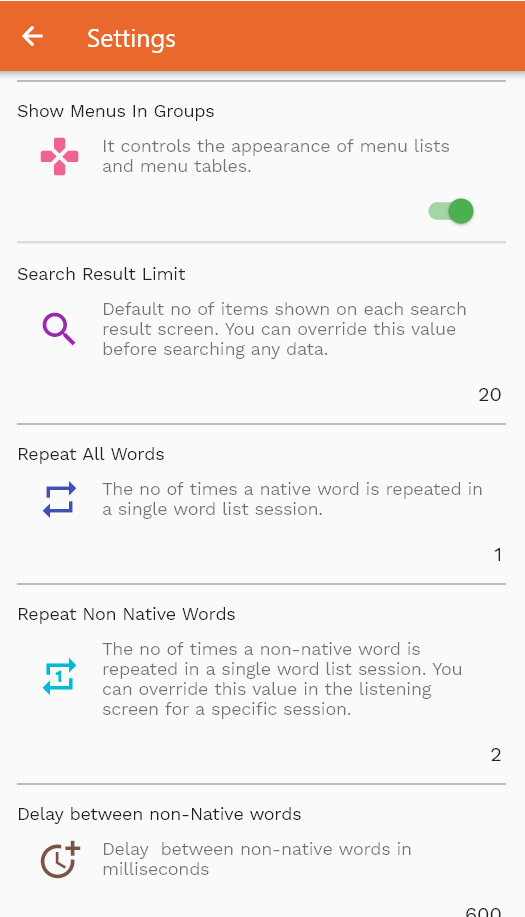 Settings
Show Menus In Groups
It controls the appearance of menu lists
and menu tables.
Search Result Limit
Default no of items shown on each search
result screen. You can override this value
before searching any data.
20
Repeat All Words
The no of times a native word is repeated in
a single word list session.
1
Repeat Non Native Words
1
The no of times a non-native word is
repeated in a single word list session. You
can override this value in the listening
screen for a specific session.
2
Delay between non-Native words
Delay  between non-native words in
milliseconds
600